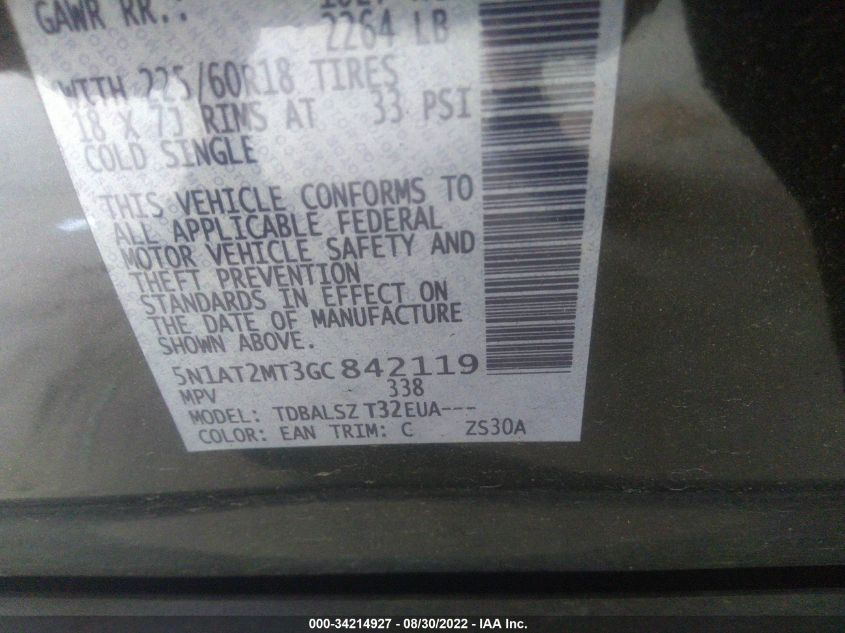 GAWR RR.:
2264 LB
WITH 225/60R18 TIRES
18 X 7J RIMS AT 33 PSI
COLD SINGLE
THIS VEHICLE CONFORMS TO
ALL APPLICABLE FEDERAL
MOTOR VEHICLE SAFETY AND
THEFT PREVENTION
STANDARDS IN EFFECT ON
THE DATE OF MANUFACTURE
SHOWN ABOVE.
5N1AT2MT3GC842119
MPV 338
MODEL: TDBALSZ T32EUA---
COLOR: EAN TRIM: C ZS30A
000-34214927 - 08/30/2022 - IAA Inc.